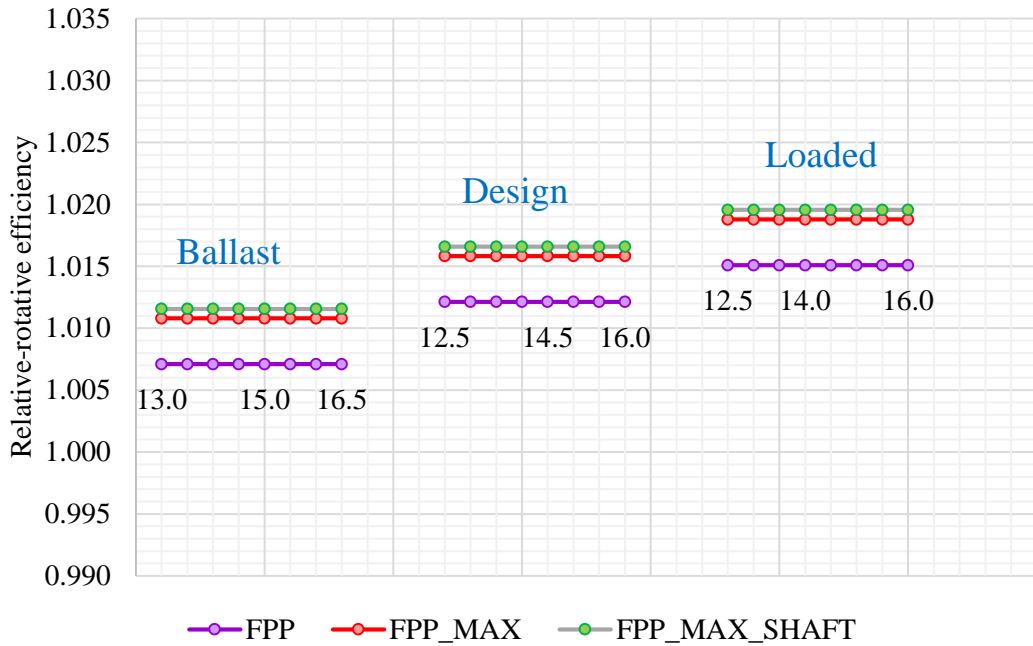 Relative-rotative efficiency
1.035
1.030
1.025
1.020
1.015
1.010
1.005
1.000
0.995
0.990
Ballast
13.0 15.0 16.5
Design
12.5 14.5 16.0
Loaded
12.5 14.0 16.0
FPP FPP_MAX FPP_MAX_SHAFT